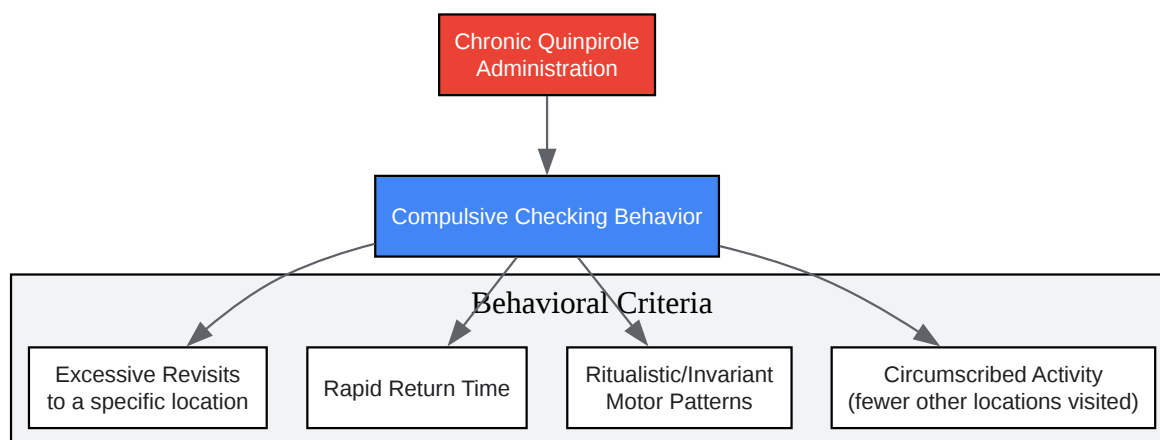 Chronic Quinpirole
Administration
Compulsive Checking Behavior
Behavioral Criteria
Excessive Revisits
to a specific location
Rapid Return Time
Ritualistic/Invariant
Motor Patterns
Circumscribed Activity
(fewer other locations visited)